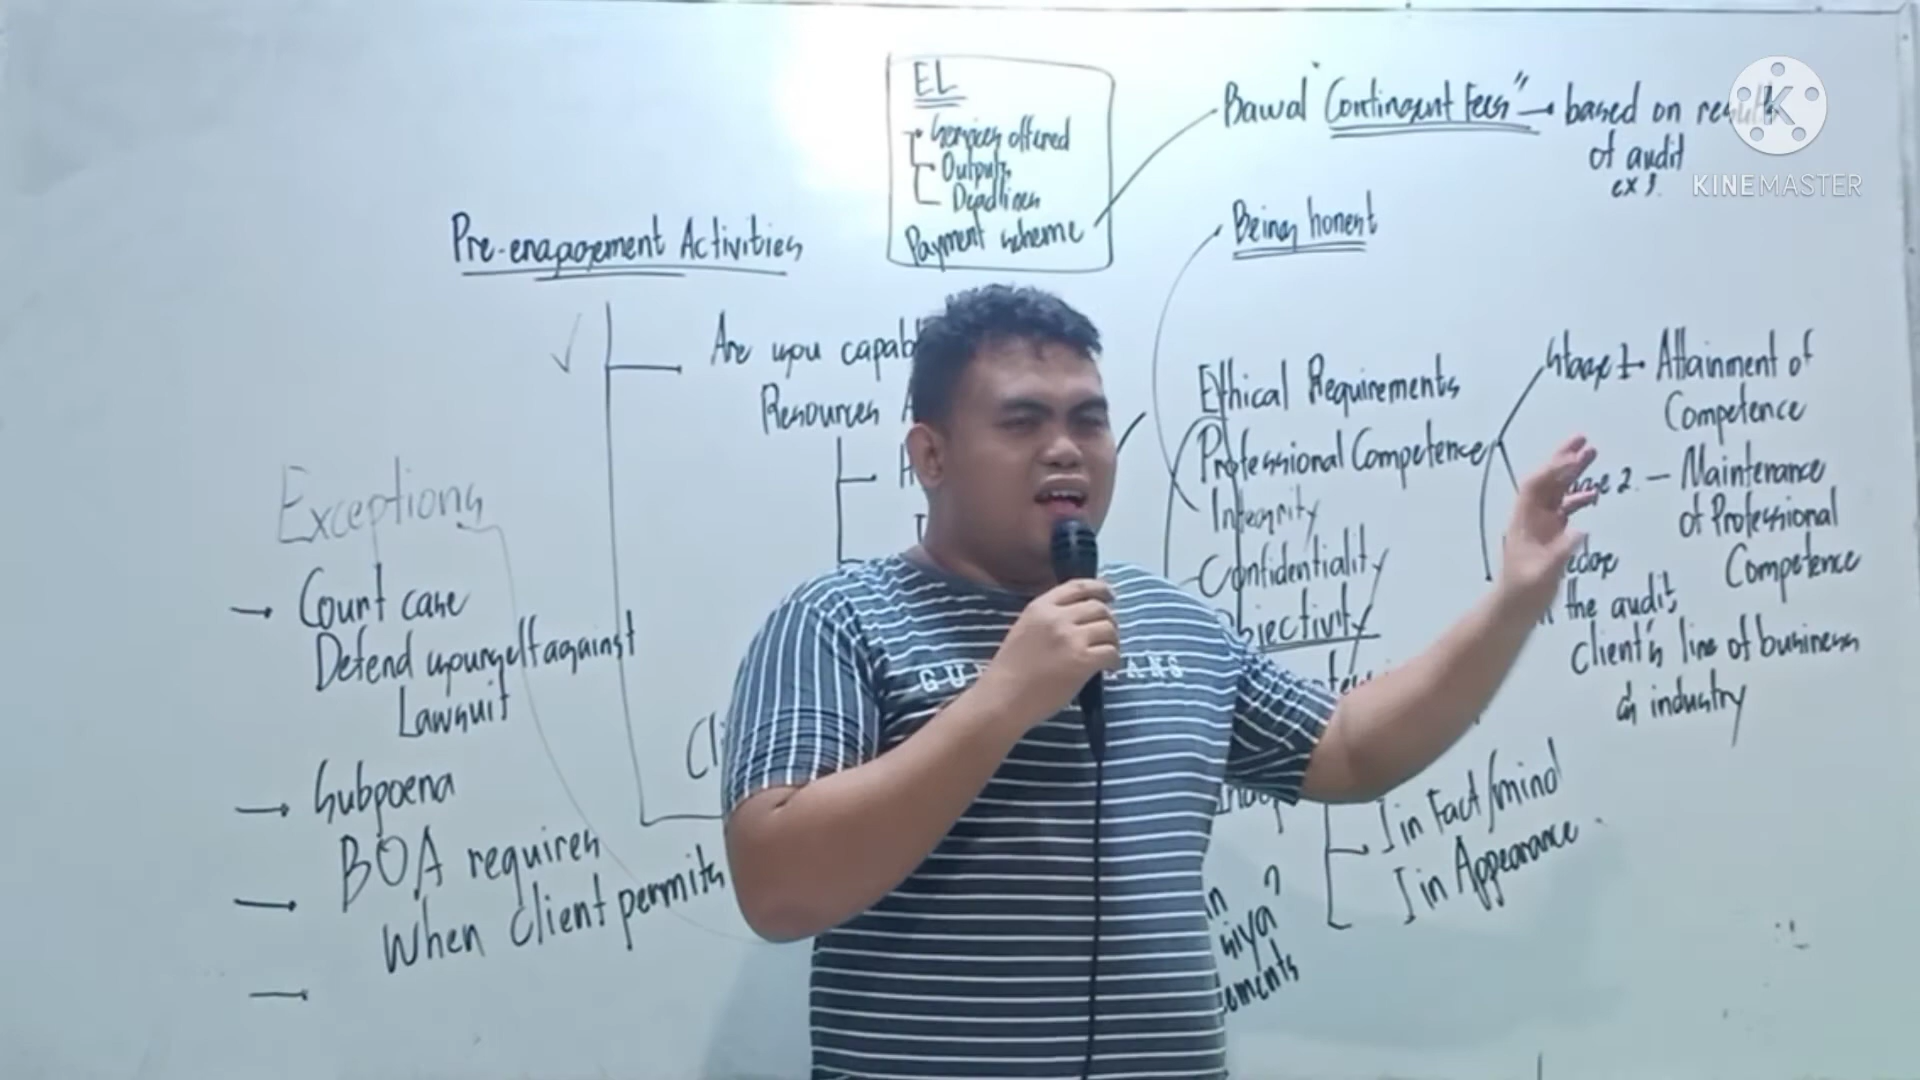 EL
Services offered
Outputs
Deadlines
Payment scheme
Bawal "Contingent Fees" → based on results
of audit
ex).
KINEMASTER
Pre-enagagement Activities
Being honest
Are you capab
Resources
Ethical Requirements
Professional Competence
Integrity
Confidentiality
Objectivity
Stage 1 - Attainment of
Competence
2. - Maintenance
of Professional
Competence
the audit
client's line of business
industry
I in Fact/mind
I in Appearance
siya?
Exceptions
→ Court case
Defend yourself against
Lawsuit
→ Subpoena
BOA requires
→ When client permits